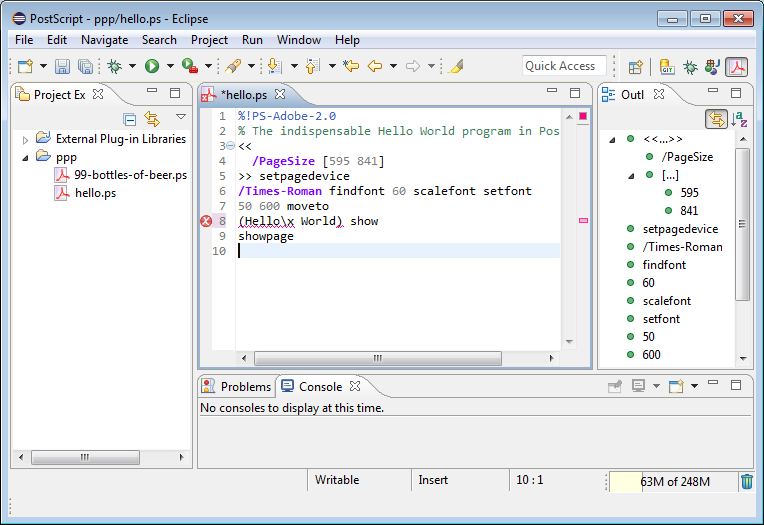 PostScript - ppp/hello.ps - Eclipse
File Edit Navigate Search Project Run Window Help
Quick Access
GIT
Project Ex
External Plug-in Libraries
ppp
99-bottles-of-beer.ps
hello.ps
*hello.ps
1 %!PS-Adobe-2.0
2 % The indispensable Hello World program in Pos
3 <<
4 /PageSize [595 841]
5 >> setpagedevice
6 /Times-Roman findfont 60 scalefont setfont
7 50 600 moveto
8 (Hello\x World) show
9 showpage
10
Outl
<<...>>
/PageSize
[...]
595
841
setpagedevice
/Times-Roman
findfont
60
scalefont
setfont
50
600
Problems Console
No consoles to display at this time.
Writable Insert 10 : 1 63M of 248M